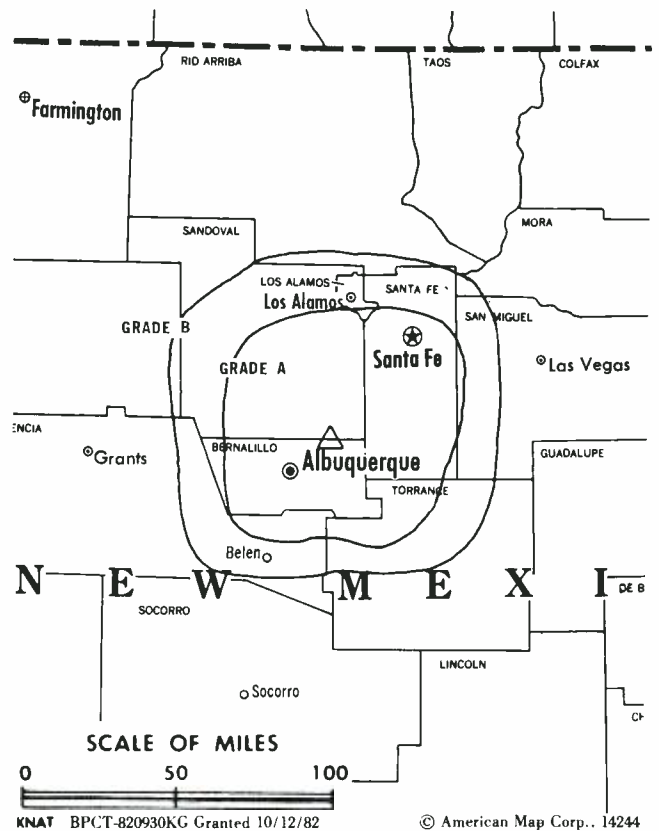 RIO ARRIBA TAOS COLFAX
Farmington
MORA
SANDOVAL
LOS ALAMOS
SANTA FE
Los Alamos
SAN MIGUEL
GRADE B
Santa Fe
GRADE A
Las Vegas
ENCIA
BERNALILLO
GUADALUPE
Grants
Albuquerque
TORRANCE
Belen
N E W M E X I
DE B
SOCORRO
LINCOLN
Socorro
CH
SCALE OF MILES
0 50 100
KNAT BPCT-820930KG Granted 10/12/82 © American Map Corp., 14244